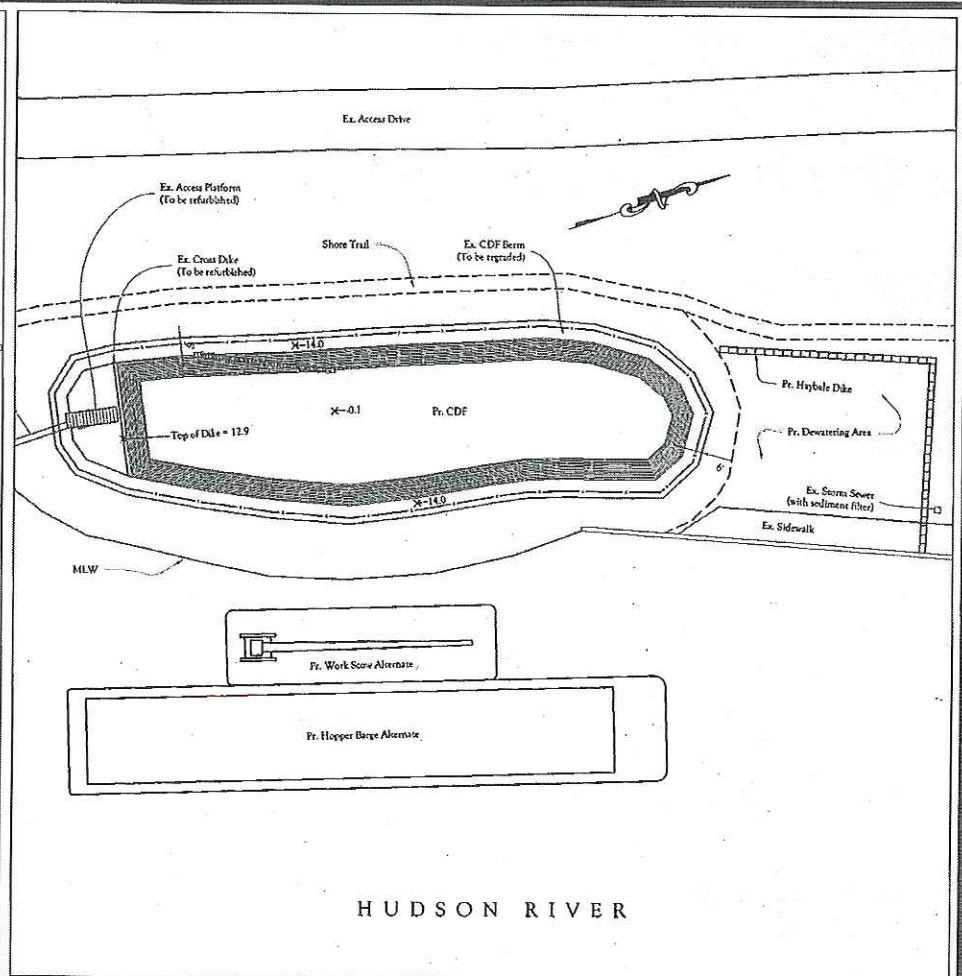 Ex. Access Drive
Ex. Access Platform
(To be refurbished)
Shore Trail
Ex. CDF Berm
(To be regraded)
Ex. Cross Dike
(To be refurbished)
6'
14.0
Pr. Haybale Dike
-0.1
Pr. CDF
Top of Dike = 12.9
Pr. Dewatering Area
6'
14.0
Ex. Storm Sewer
(with sediment filter)
Ex. Sidewalk
MLW
Pr. Work Scow Alternate
Pr. Hopper Barge Alternate
HUDSON RIVER